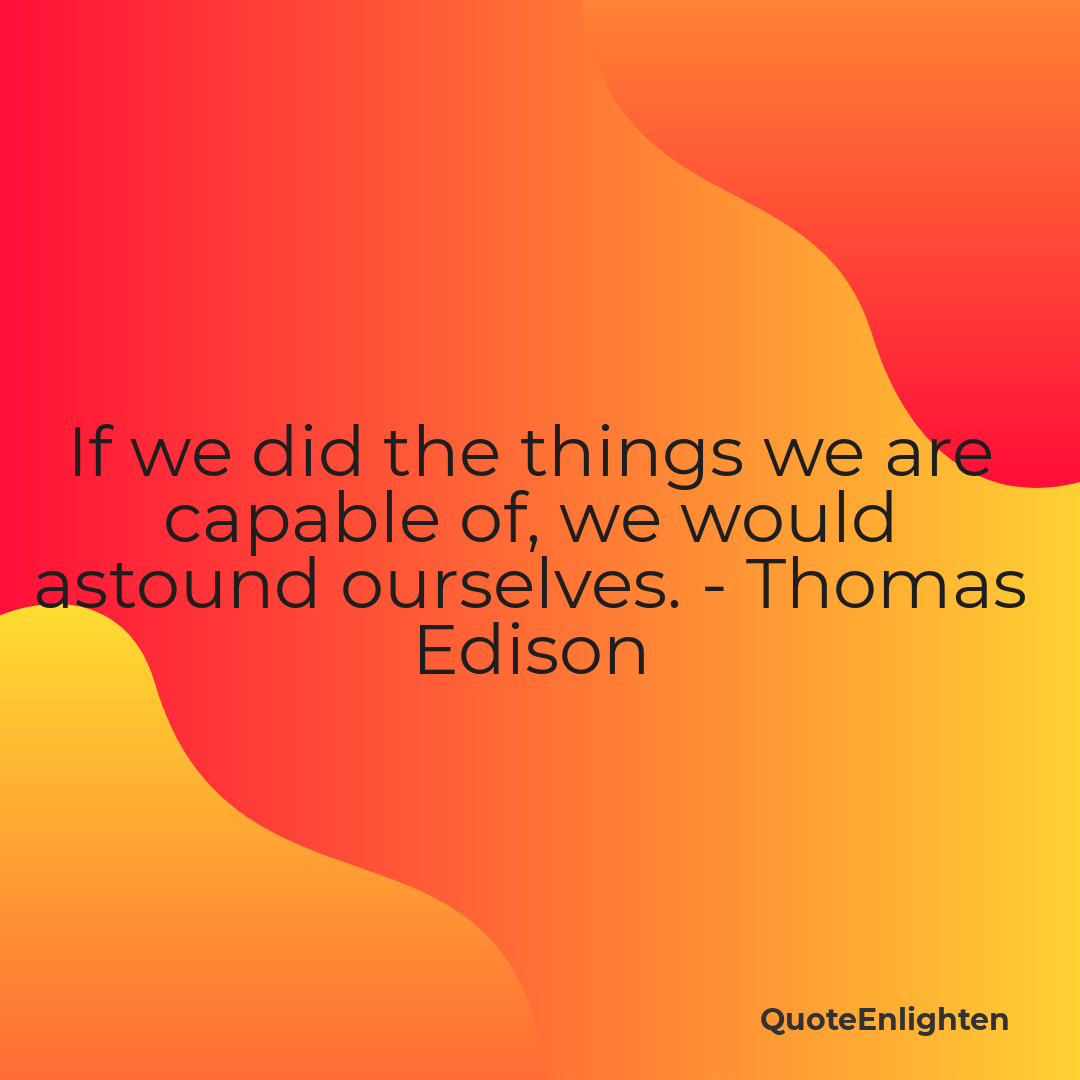 If we did the things we are
capable of, we would
astound ourselves. - Thomas
Edison
QuoteEnlighten